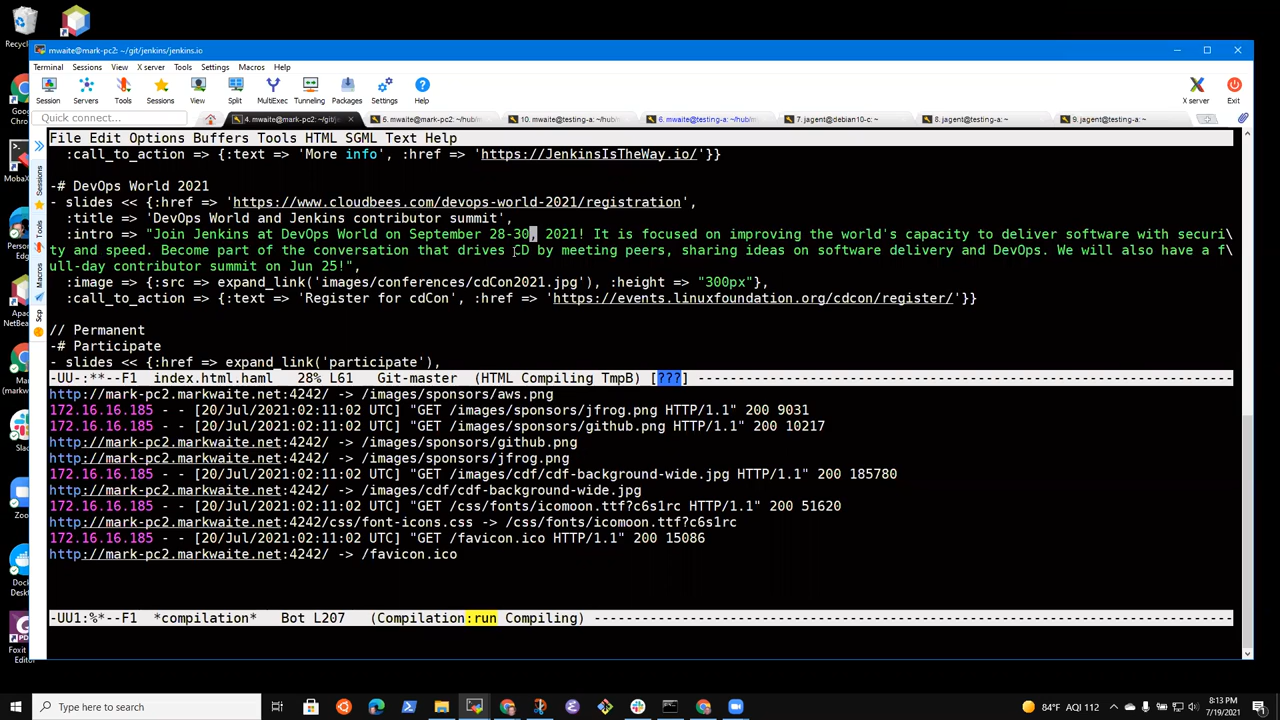 Recycl
mwaite@mark-pc2: ~/git/jenkins/jenkins.io
Terminal Sessions View X server Tools Settings Macros Help
Session Servers Tools Sessions View Split MultiExec Tunneling Packages Settings Help X server Exit
Quick connect... 4. mwaite@mark-pc2: ~/git/je 5. mwaite@mark-pc2: ~/hub/m 10. mwaite@testing-a: ~/hub/ 6. mwaite@testing-a: ~/hub/m 7. jagent@debian10-c: ~ 8. jagent@testing-a: ~ 9. jagent@testing-a: ~
Sessions
Tools
Macros
Scp
File Edit Options Buffers Tools HTML SGML Text Help
:call_to_action => {:text => 'More info', :href => 'https://JenkinsIsTheWay.io/'}}
-# DevOps World 2021
- slides << {:href => 'https://www.cloudbees.com/devops-world-2021/registration',
:title => 'DevOps World and Jenkins contributor summit',
:intro => "Join Jenkins at DevOps World on September 28-30, 2021! It is focused on improving the world's capacity to deliver software with securi\
ty and speed. Become part of the conversation that drives CD by meeting peers, sharing ideas on software delivery and DevOps. We will also have a f\
ull-day contributor summit on Jun 25!",
:image => {:src => expand_link('images/conferences/cdCon2021.jpg'), :height => "300px"},
:call_to_action => {:text => 'Register for cdCon', :href => 'https://events.linuxfoundation.org/cdcon/register/'}}
// Permanent
-# Participate
- slides << {:href => expand_link('participate'),
-UU-:**--F1 index.html.haml 28% L61 Git-master (HTML Compiling TmpB) [???] ----------
http://mark-pc2.markwaite.net:4242/ -> /images/sponsors/aws.png
172.16.16.185 - - [20/Jul/2021:02:11:02 UTC] "GET /images/sponsors/jfrog.png HTTP/1.1" 200 9031
172.16.16.185 - - [20/Jul/2021:02:11:02 UTC] "GET /images/sponsors/github.png HTTP/1.1" 200 10217
http://mark-pc2.markwaite.net:4242/ -> /images/sponsors/github.png
http://mark-pc2.markwaite.net:4242/ -> /images/sponsors/jfrog.png
172.16.16.185 - - [20/Jul/2021:02:11:02 UTC] "GET /images/cdf/cdf-background-wide.jpg HTTP/1.1" 200 185780
http://mark-pc2.markwaite.net:4242/ -> /images/cdf/cdf-background-wide.jpg
172.16.16.185 - - [20/Jul/2021:02:11:02 UTC] "GET /css/fonts/icomoon.ttf?c6s1rc HTTP/1.1" 200 51620
http://mark-pc2.markwaite.net:4242/css/font-icons.css -> /css/fonts/icomoon.ttf?c6s1rc
172.16.16.185 - - [20/Jul/2021:02:11:02 UTC] "GET /favicon.ico HTTP/1.1" 200 15086
http://mark-pc2.markwaite.net:4242/ -> /favicon.ico
-UU1:%*--F1 *compilation* Bot L207 (Compilation:run Compiling) ----------
Foxit
Editor
Type here to search
84°F AQI 112
8:13 PM
7/19/2021